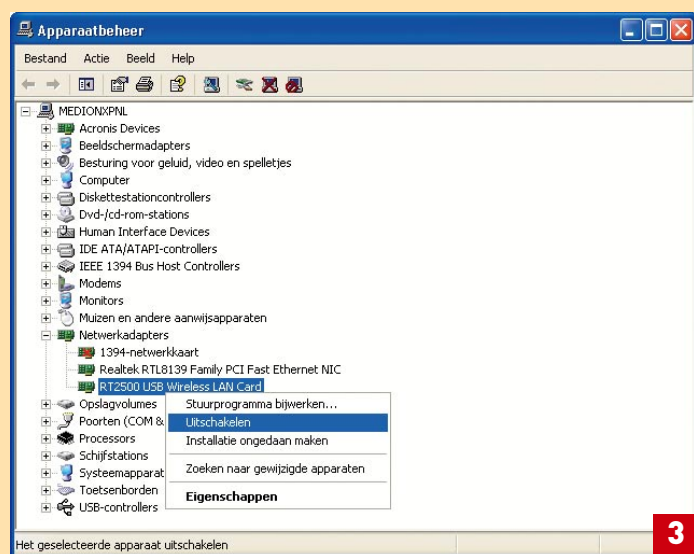 Apparaatbeheer
Bestand Actie Beeld Help
MEDIONXPNL
Acronis Devices
Beeldschermadapters
Besturing voor geluid, video en spelletjes
Computer
Diskettestationcontrollers
Dvd-/cd-rom-stations
Human Interface Devices
IDE ATA/ATAPI-controllers
IEEE 1394 Bus Host Controllers
Modems
Monitors
Muizen en andere aanwijsapparaten
Netwerkadapters
1394-netwerkkaart
Realtek RTL8139 Family PCI Fast Ethernet NIC
RT2500 USB Wireless LAN Card
Opslagvolumes
Poorten (COM &
Processors
Schijfstations
Systeemapparat
Toetsenborden
USB-controllers
Stuurprogramma bijwerken...
Uitschakelen
Installatie ongedaan maken
Zoeken naar gewijzigde apparaten
Eigenschappen
Het geselecteerde apparaat uitschakelen
3